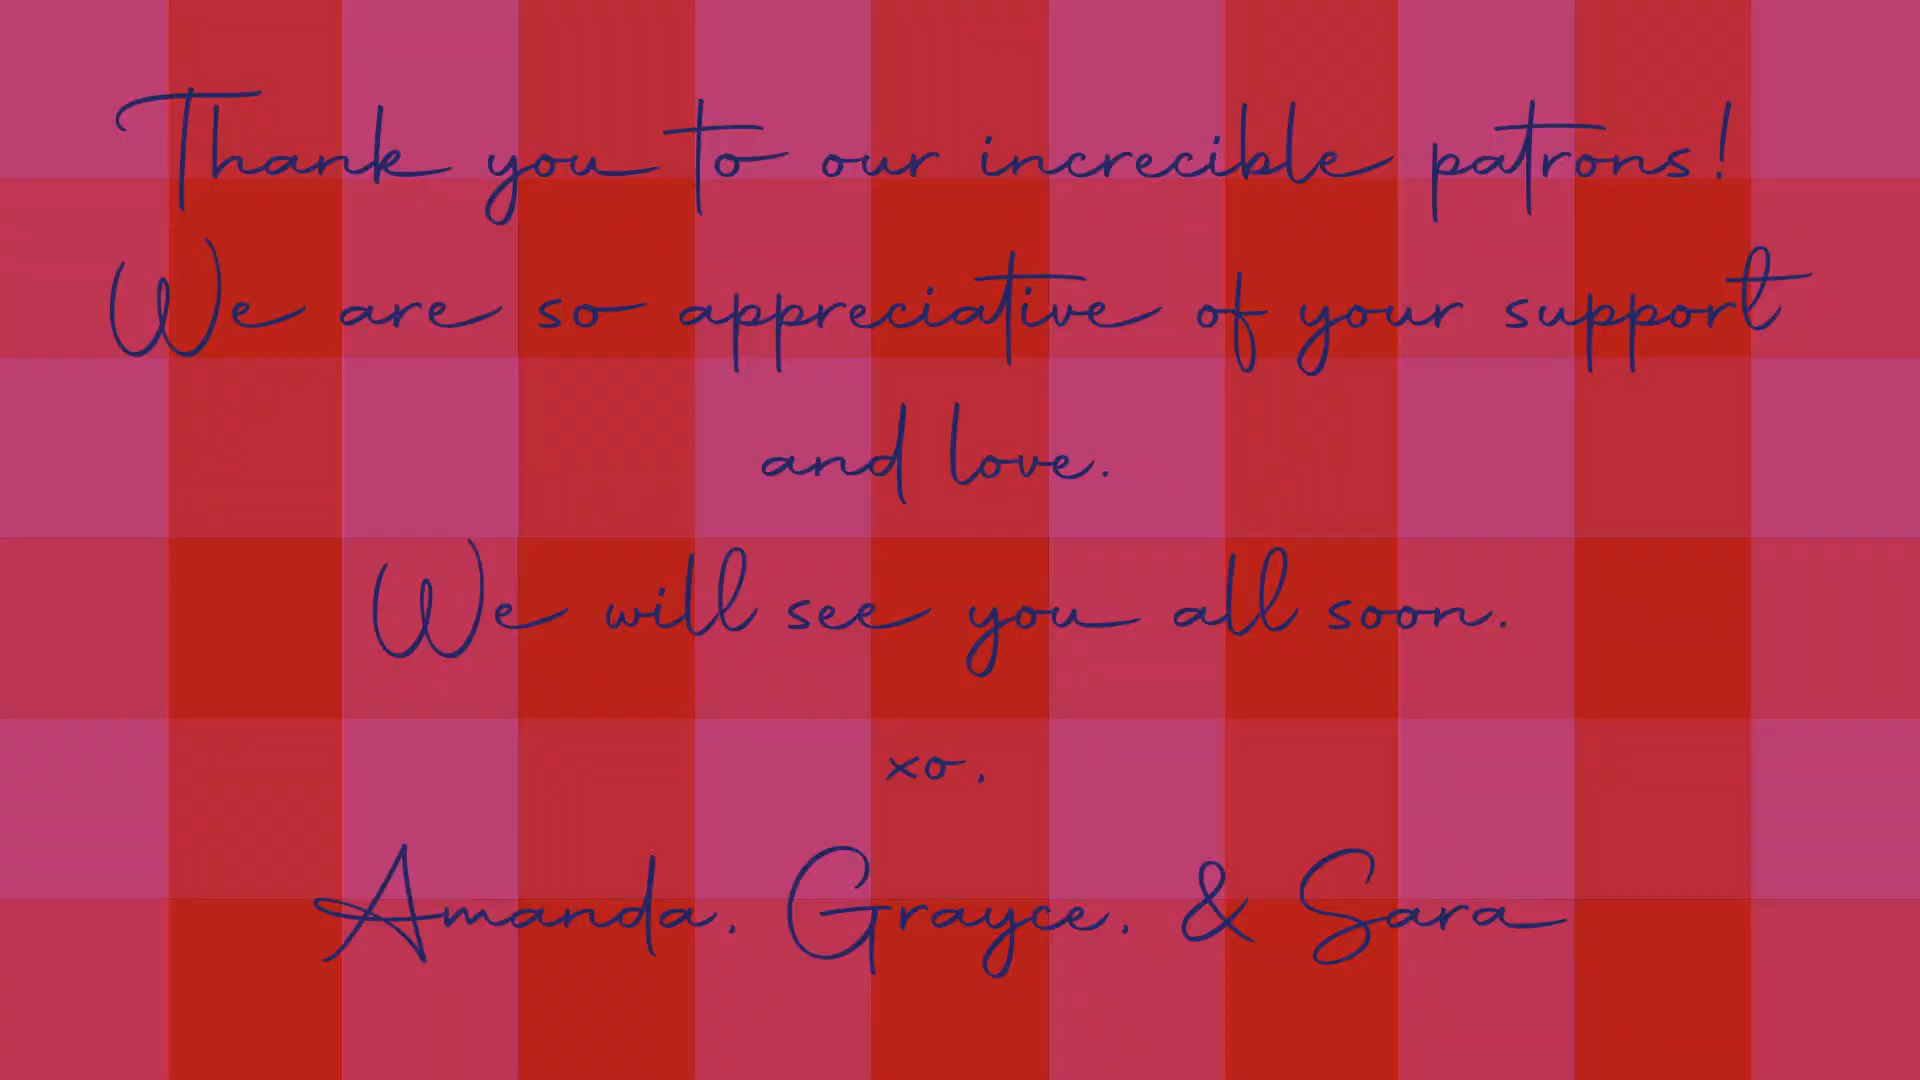 Thank you to our increcible patrons!
We are so appreciative of your support
and love.
We will see you all soon.
xo,
Amanda, Grayce, & Sara